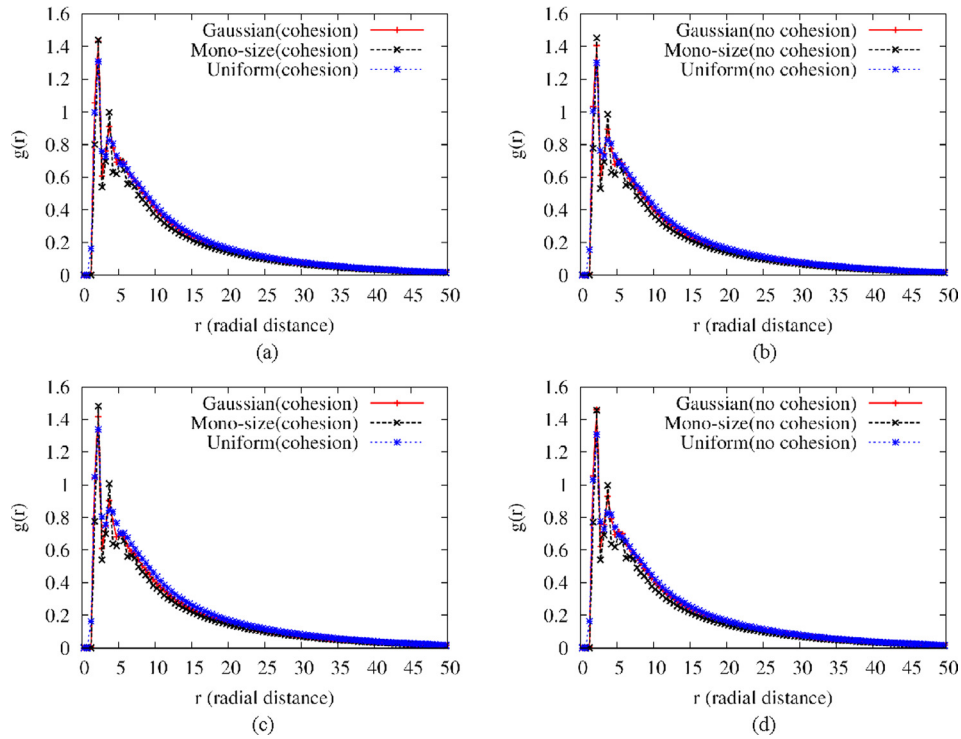 1.6
1.4
1.2
1
0.8
0.6
0.4
0.2
0
g(r)
Gaussian(cohesion)
Mono-size(cohesion)
Uniform(cohesion)
0 5 10 15 20 25 30 35 40 45 50
r (radial distance)
(a)
1.6
1.4
1.2
1
0.8
0.6
0.4
0.2
0
g(r)
Gaussian(no cohesion)
Mono-size(no cohesion)
Uniform(no cohesion)
0 5 10 15 20 25 30 35 40 45 50
r (radial distance)
(b)
1.6
1.4
1.2
1
0.8
0.6
0.4
0.2
0
g(r)
Gaussian(cohesion)
Mono-size(cohesion)
Uniform(cohesion)
0 5 10 15 20 25 30 35 40 45 50
r (radial distance)
(c)
1.6
1.4
1.2
1
0.8
0.6
0.4
0.2
0
g(r)
Gaussian(no cohesion)
Mono-size(no cohesion)
Uniform(no cohesion)
0 5 10 15 20 25 30 35 40 45 50
r (radial distance)
(d)